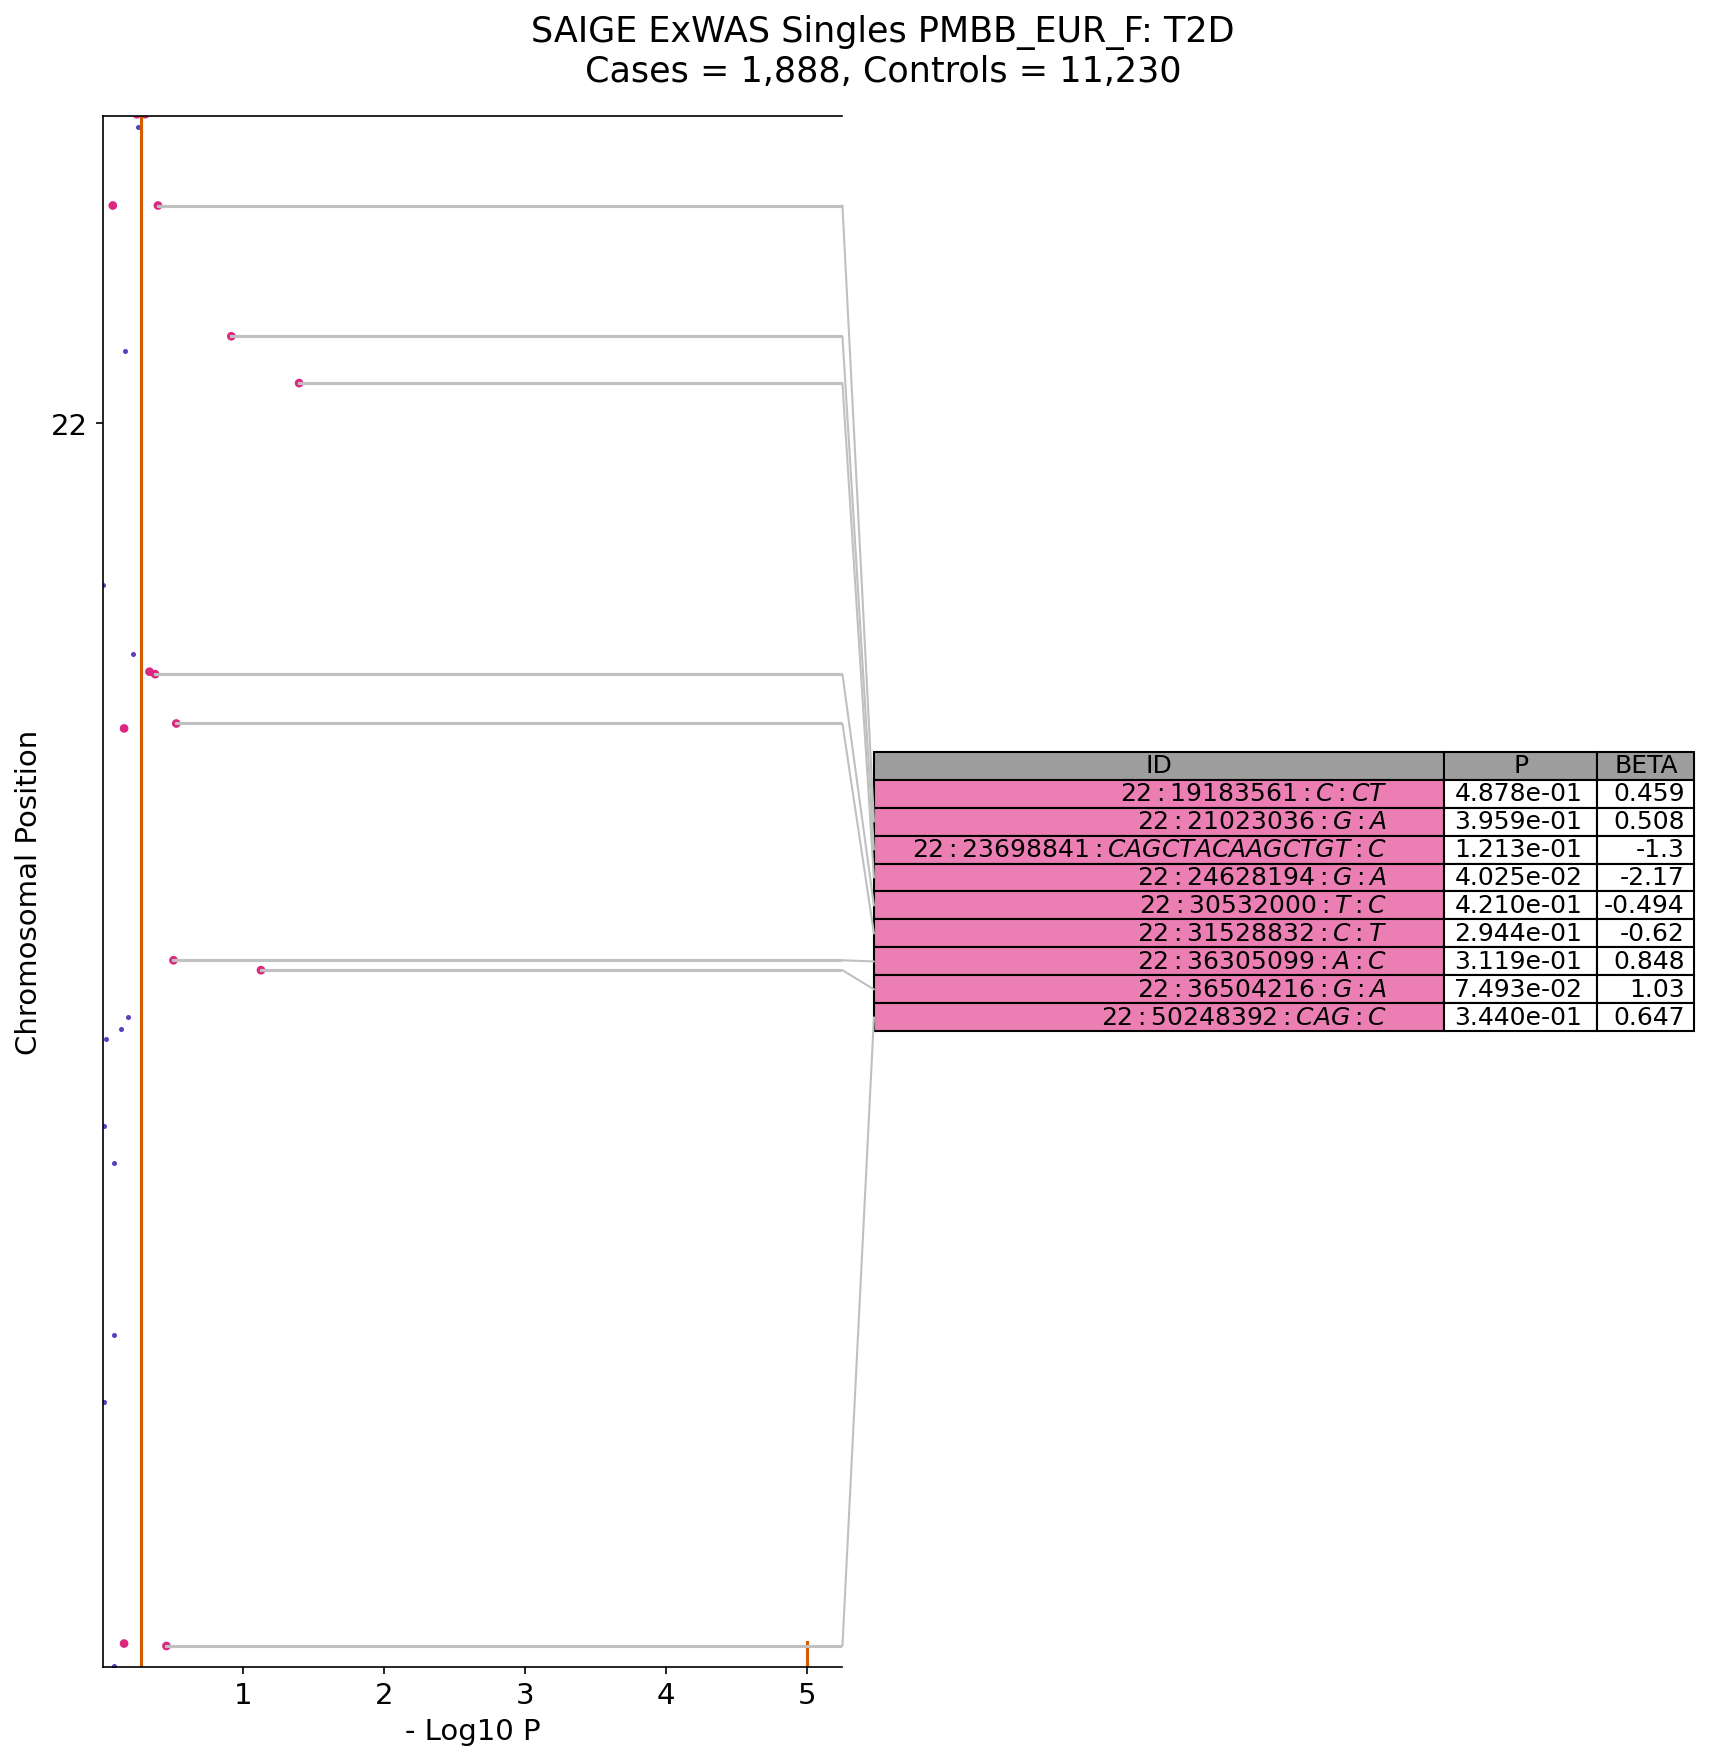 SAIGE ExWAS Singles PMBB_EUR_F: T2D
Cases = 1,888, Controls = 11,230
22
Chromosomal Position
1 2 3 4 5
- Log10 P
ID P BETA
22:19183561:C:CT 4.878e-01 0.459
22:21023036:G:A 3.959e-01 0.508
22:23698841:CAGCTACAAGCTGT:C 1.213e-01 -1.3
22:24628194:G:A 4.025e-02 -2.17
22:30532000:T:C 4.210e-01 -0.494
22:31528832:C:T 2.944e-01 -0.62
22:36305099:A:C 3.119e-01 0.848
22:36504216:G:A 7.493e-02 1.03
22:50248392:CAG:C 3.440e-01 0.647